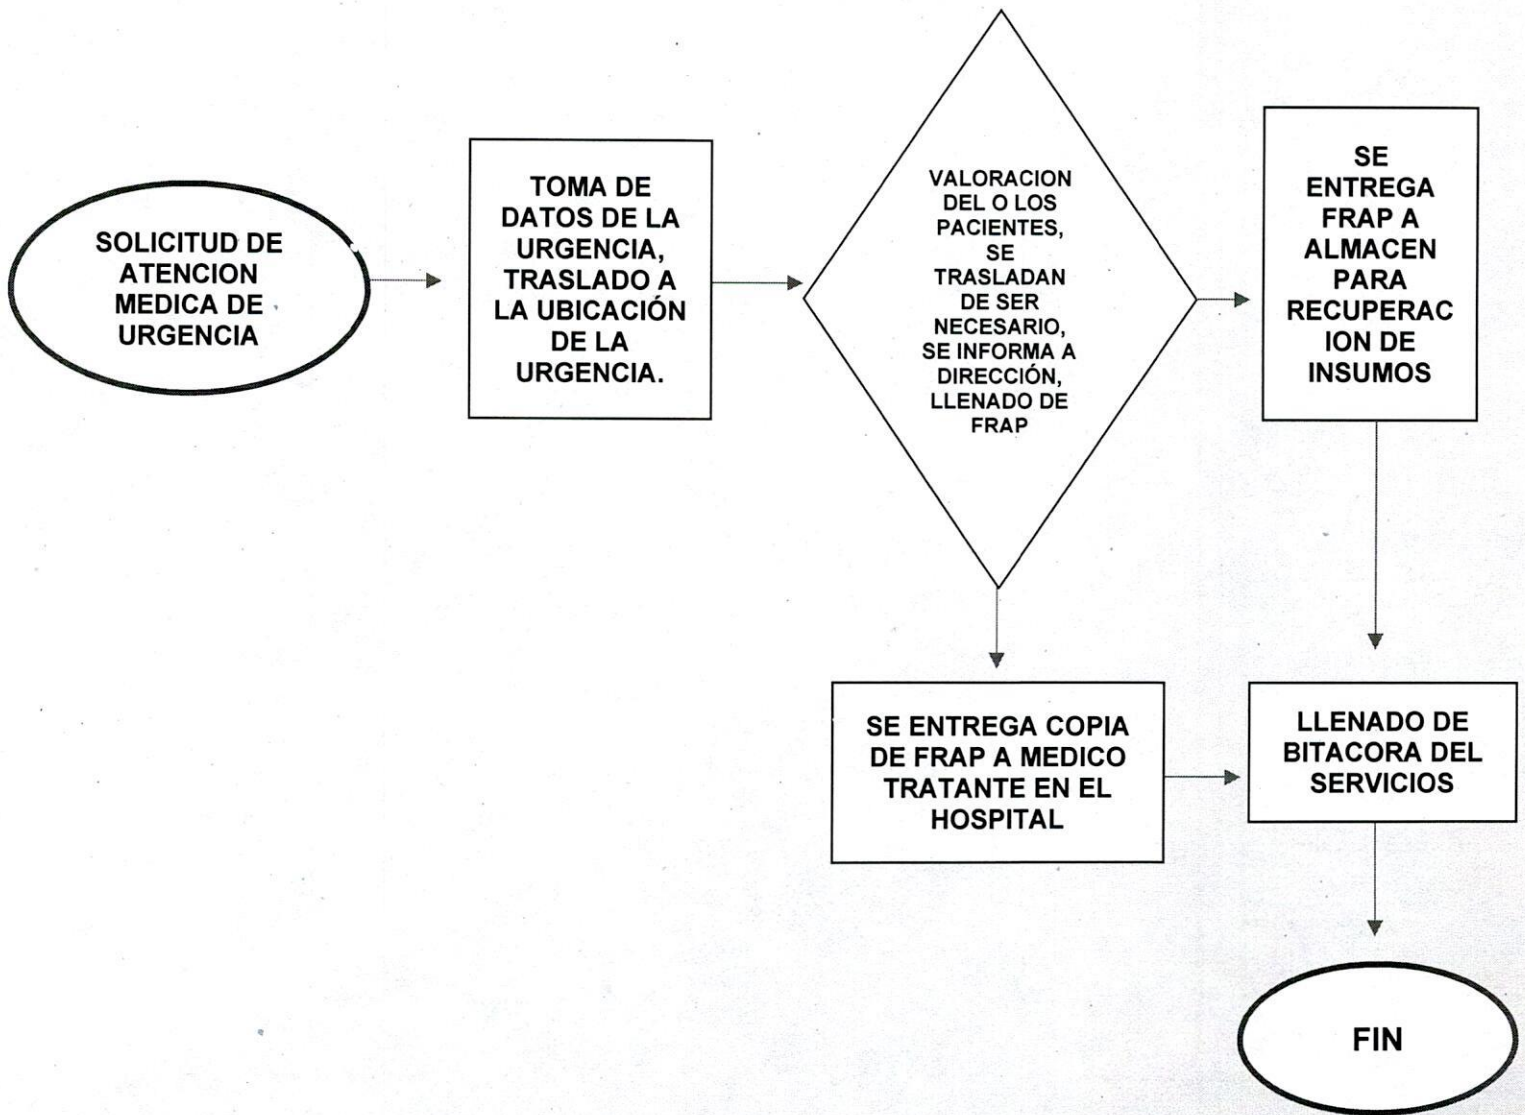 SOLICITUD DE
ATENCION
MEDICA DE
URGENCIA
TOMA DE
DATOS DE LA
URGENCIA,
TRASLADO A
LA UBICACIÓN
DE LA
URGENCIA.
VALORACION
DEL O LOS
PACIENTES,
SE
TRASLADAN
DE SER
NECESARIO,
SE INFORMA A
DIRECCIÓN,
LLENADO DE
FRAP
SE
ENTREGA
FRAP A
ALMACEN
PARA
RECUPERAC
ION DE
INSUMOS
SE ENTREGA COPIA
DE FRAP A MEDICO
TRATANTE EN EL
HOSPITAL
LLENADO DE
BITACORA DEL
SERVICIOS
FIN